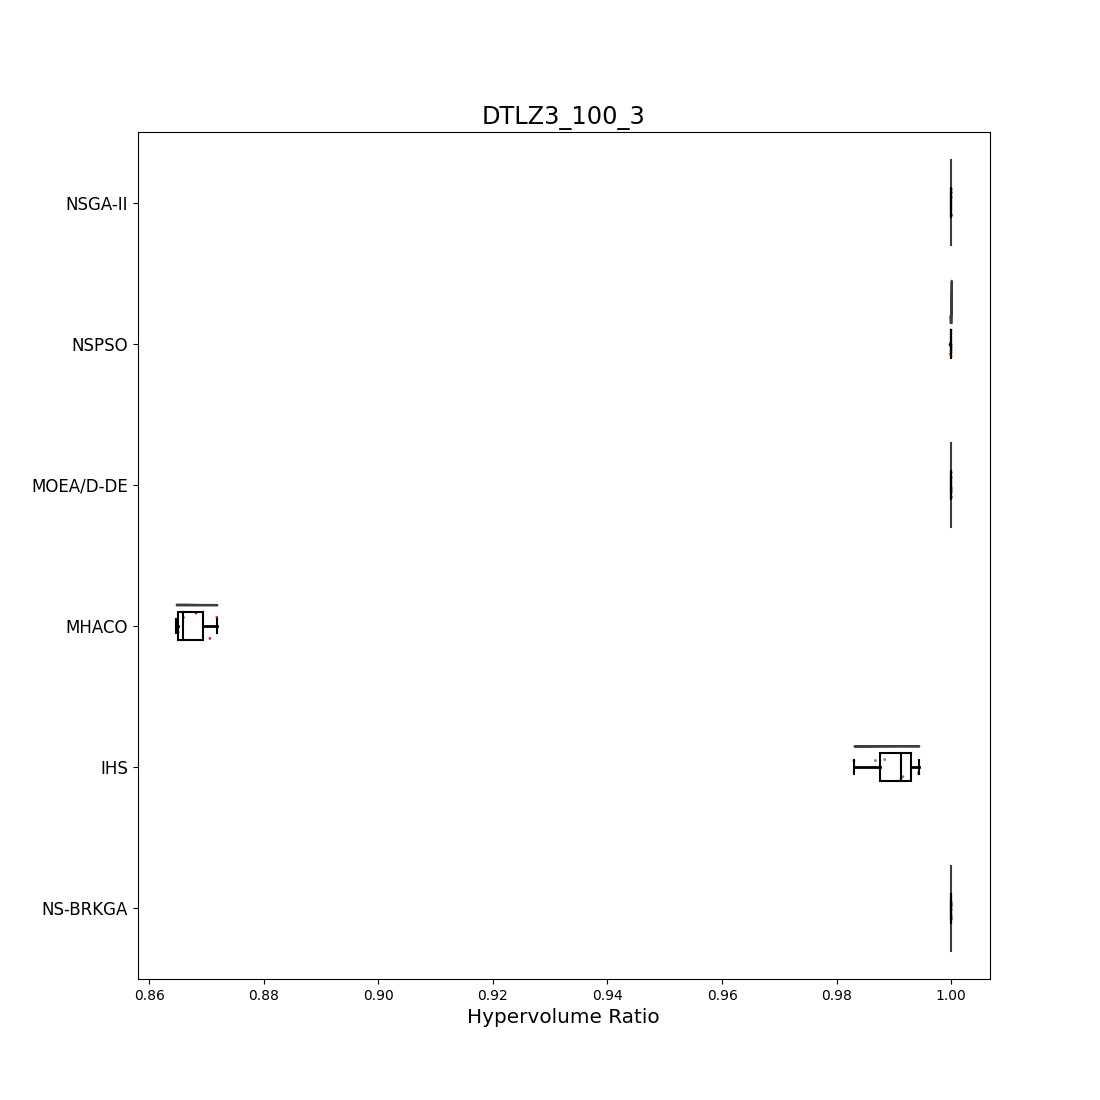 DTLZ3_100_3
NSGA-II
NSPSO
MOEA/D-DE
MHACO
IHS
NS-BRKGA
0.86 0.88 0.90 0.92 0.94 0.96 0.98 1.00
Hypervolume Ratio